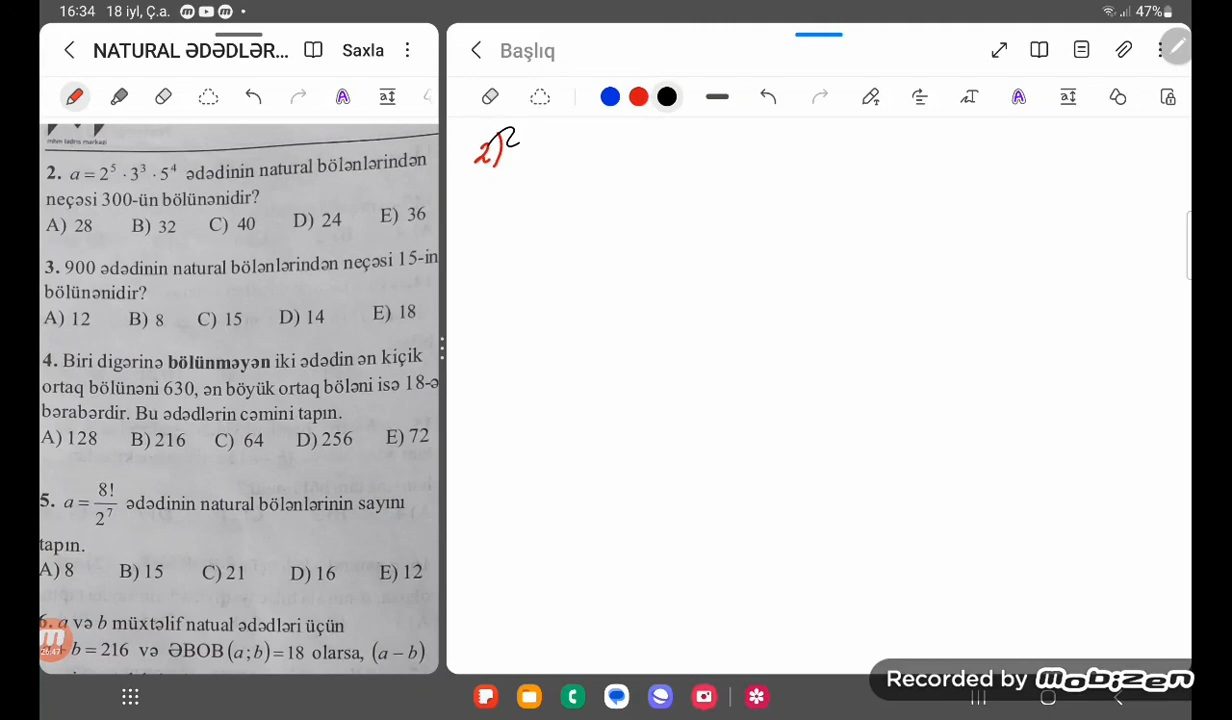 16:34 18 iyl, Ç.a. 47%
NATURAL ƏDƏDLƏR... Saxla
Başlıq
2. a = 2⁵ · 3³ · 5⁴ ədədinin natural bölənlərindən
neçəsi 300-ün bölünənidir?
A) 28 B) 32 C) 40 D) 24 E) 36
3. 900 ədədinin natural bölənlərindən neçəsi 15-in
bölünənidir?
A) 12 B) 8 C) 15 D) 14 E) 18
4. Biri digərinə bölünməyən iki ədədin ən kiçik
ortaq bölünəni 630, ən böyük ortaq böləni isə 18-ə
bərabərdir. Bu ədədlərin cəmini tapın.
A) 128 B) 216 C) 64 D) 256 E) 72
5. a = 8!/2⁷ ədədinin natural bölənlərinin sayını
tapın.
A) 8 B) 15 C) 21 D) 16 E) 12
6. a və b müxtəlif natual ədədləri üçün
b = 216 və ƏBOB (a; b) = 18 olarsa, (a − b)
2)
26:47
Recorded by mobizen